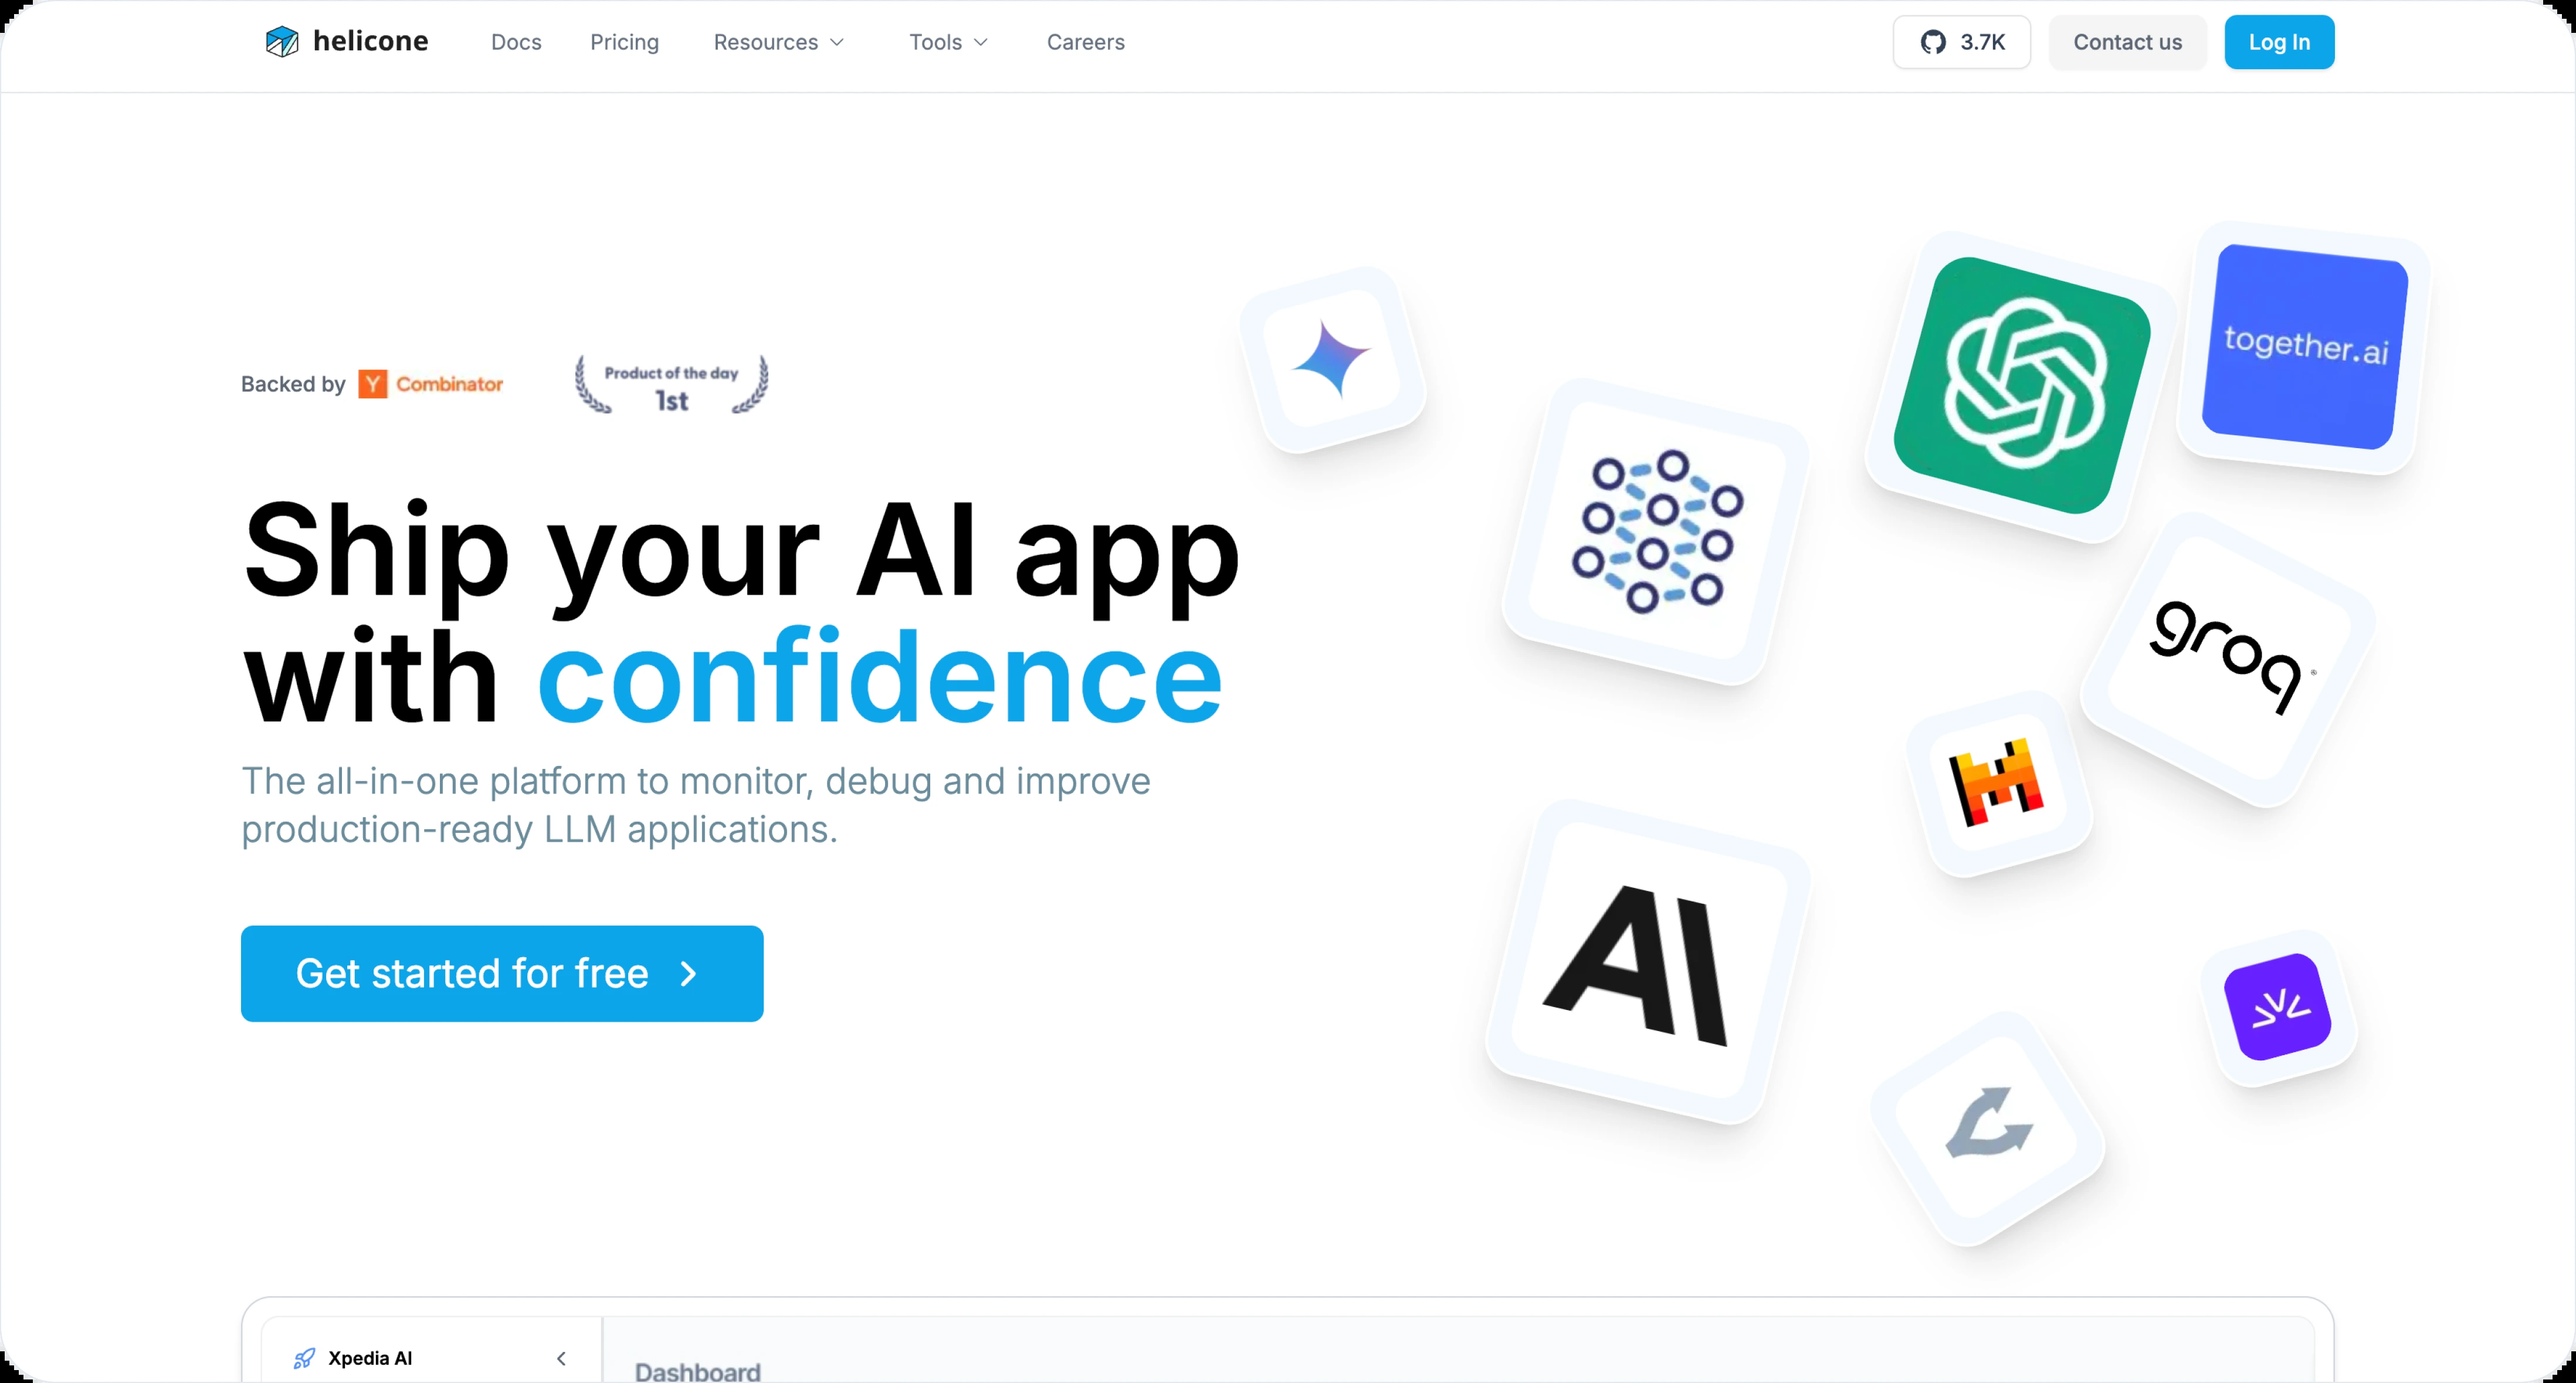 helicone
Docs
Pricing
Resources
Tools
Careers
3.7K
Contact us
Log In
Backed by Y Combinator
Product of the day
1st
Ship your AI app
with confidence
The all-in-one platform to monitor, debug and improve
production-ready LLM applications.
Get started for free
together.ai
groq
AI
Xpedia AI
Dashboard